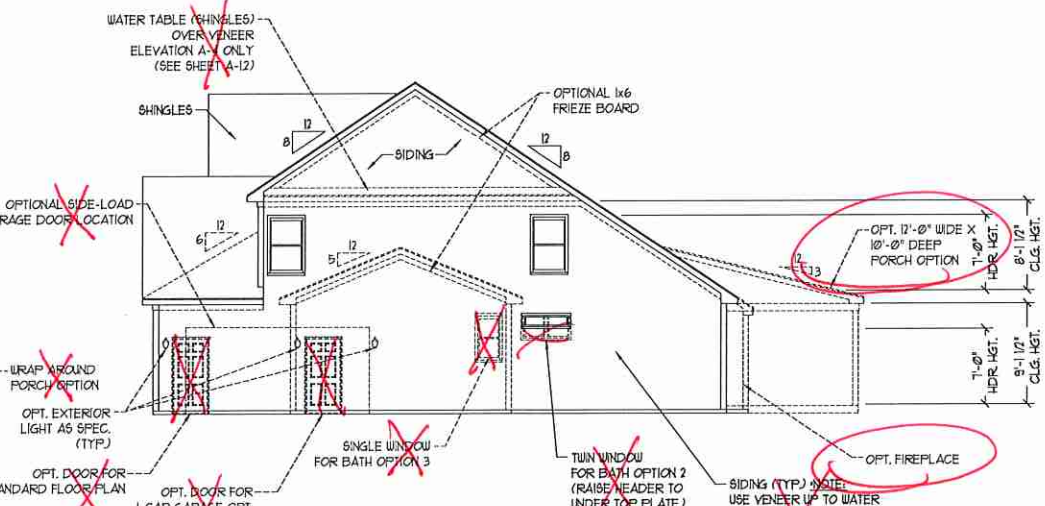 WATER TABLE (SHINGLES)
OVER VENEER
ELEVATION A-4 ONLY
(SEE SHEET A-1.2)
SHINGLES
12
8
SIDING
OPTIONAL 1x6
FRIEZE BOARD
12
8
OPTIONAL SIDE-LOAD
RAGE DOOR LOCATION
12
6
12
5
OPT. 12'-0" WIDE X
10'-0" DEEP
PORCH OPTION
3
7'-0"
HDR. HGT.
8'-1 1/2"
CLG. HGT.
WRAP AROUND
PORCH OPTION
OPT. EXTERIOR
LIGHT AS SPEC.
(TYP.)
7'-0"
HDR. HGT.
9'-1 1/2"
CLG. HGT.
OPT. DOOR FOR
ANDARD FLOOR PLAN
OPT. DOOR FOR
SINGLE WINDOW
FOR BATH OPTION 3
TWIN WINDOW
FOR BATH OPTION 2
(RAISE HEADER TO
UNDER TOP PLATE)
SIDING (TYP.) NOTE:
USE VENEER UP TO WATER
OPT. FIREPLACE